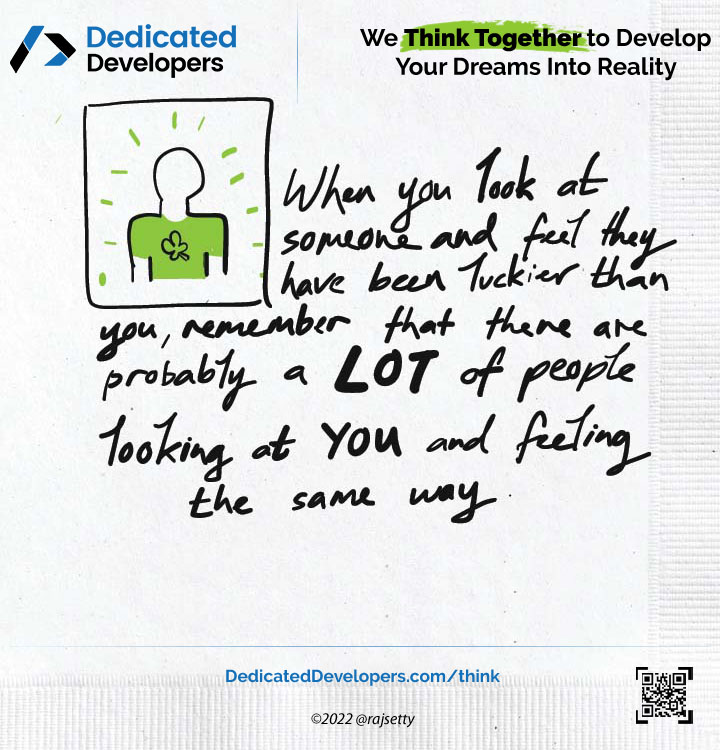 Dedicated
Developers
We Think Together to Develop
Your Dreams Into Reality
When you look at
someone and feel they
have been luckier than
you, remember that there are
probably a LOT of people
looking at YOU and feeling
the same way
DedicatedDevelopers.com/think
©2022 @rajsetty